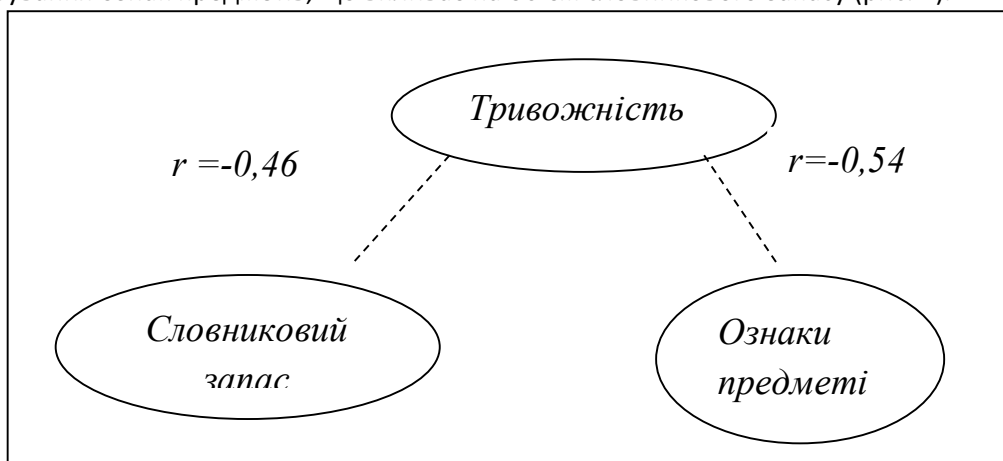 Тривожність
r =-0,46
r=-0,54
Словниковий
запас
Ознаки
предметі